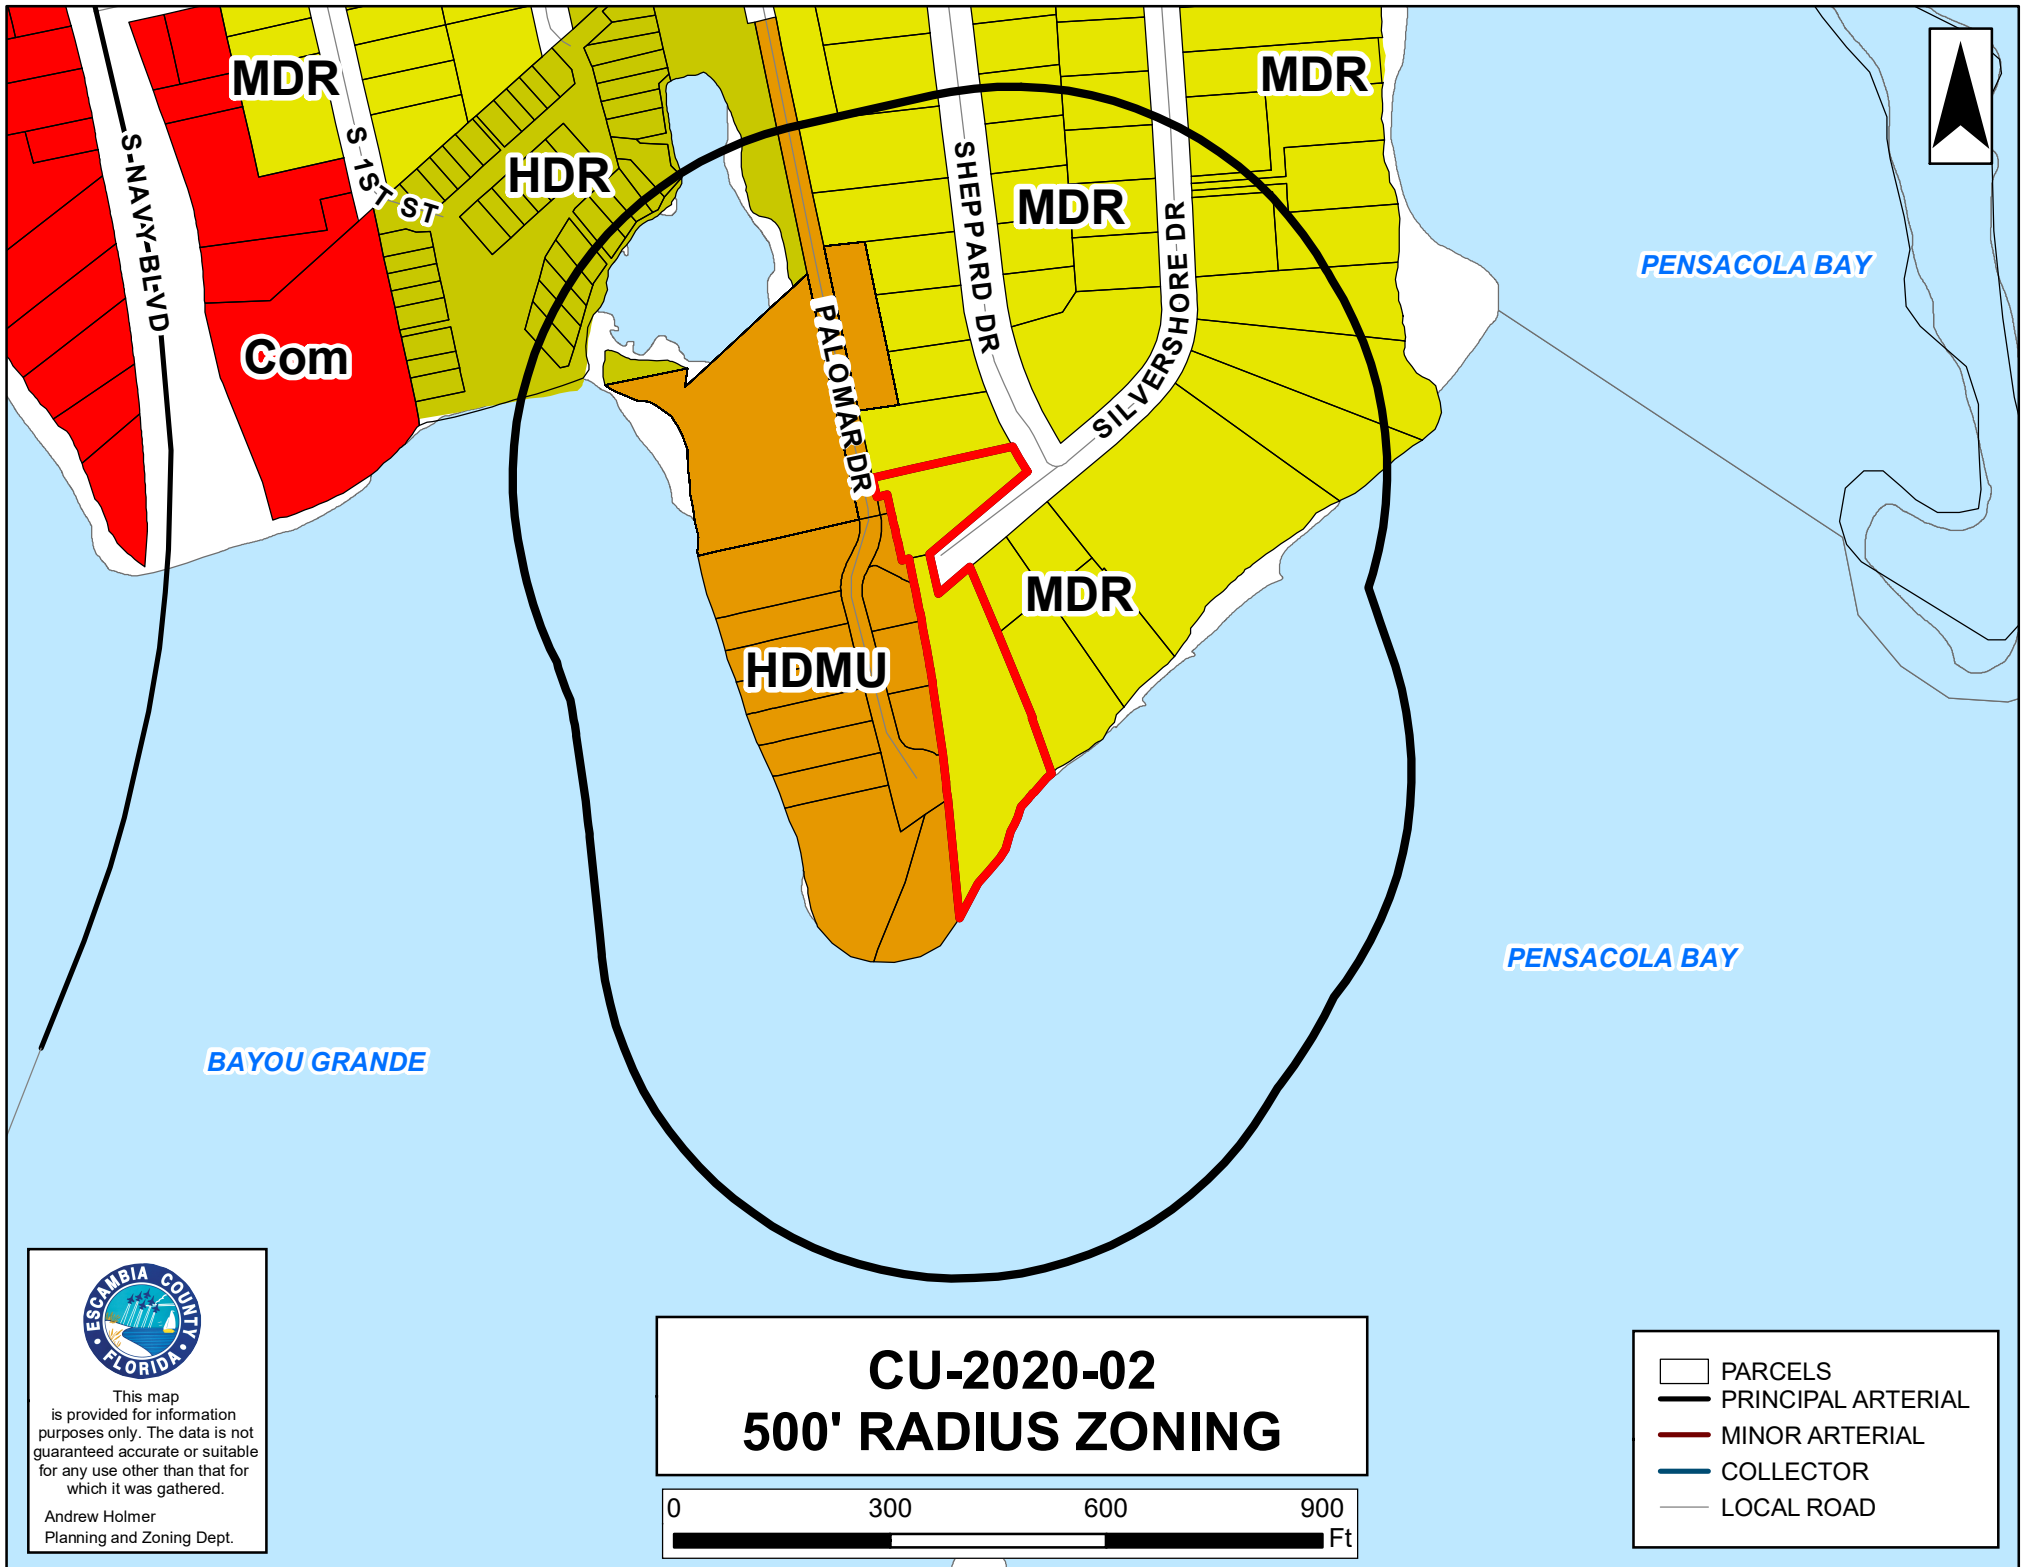 MDR
MDR
S-NAVY-BLVD
S 1ST ST
HDR
SHEPPARD-DR
MDR
SILVERSHORE-DR
PENSACOLA BAY
PALOMAR DR
Com
MDR
HDMU
PENSACOLA BAY
BAYOU GRANDE
ESCAMBIA COUNTY
FLORIDA
This map
is provided for information
purposes only. The data is not
guaranteed accurate or suitable
for any use other than that for
which it was gathered.
Andrew Holmer
Planning and Zoning Dept.
CU-2020-02
500' RADIUS ZONING
0 300 600 900
Ft
PARCELS
PRINCIPAL ARTERIAL
MINOR ARTERIAL
COLLECTOR
LOCAL ROAD